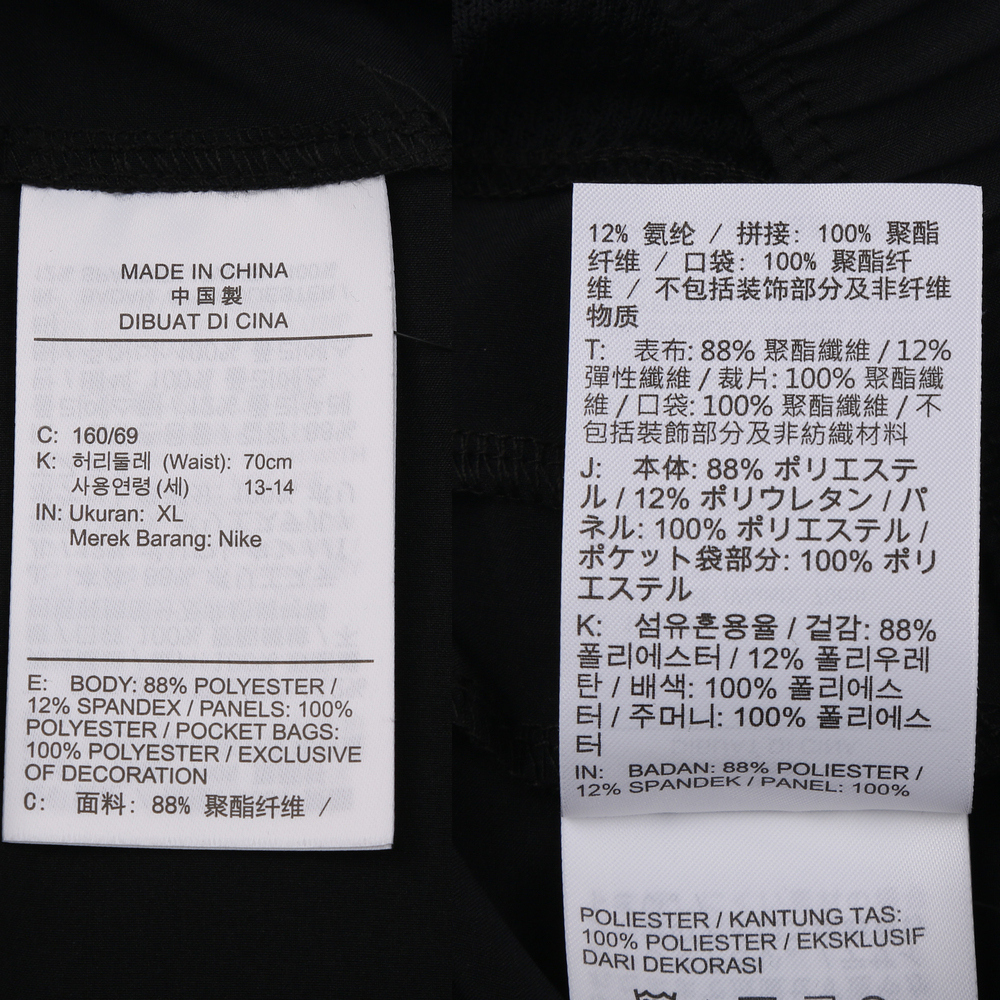 MADE IN CHINA
中国製
DIBUAT DI CINA
C: 160/69
K: 허리둘레 (Waist): 70cm
사용연령 (세) 13-14
IN: Ukuran: XL
Merek Barang: Nike
E: BODY: 88% POLYESTER /
12% SPANDEX / PANELS: 100%
POLYESTER / POCKET BAGS:
100% POLYESTER / EXCLUSIVE
OF DECORATION
C: 面料: 88% 聚酯纤维 /
12% 氨纶 / 拼接: 100% 聚酯
纤维 / 口袋: 100% 聚酯纤
维 / 不包括装饰部分及非纤维
物质
T: 表布: 88% 聚酯纖維 / 12%
彈性纖維 / 裁片: 100% 聚酯纖
維 / 口袋: 100% 聚酯纖維 / 不
包括裝飾部分及非紡織材料
J: 本体: 88% ポリエステ
ル / 12% ポリウレタン / パ
ネル: 100% ポリエステル /
ポケット袋部分: 100% ポリ
エステル
K: 섬유혼용율 / 겉감: 88%
폴리에스터 / 12% 폴리우레
탄 / 배색: 100% 폴리에스
터 / 주머니: 100% 폴리에스
터
IN: BADAN: 88% POLIESTER /
12% SPANDEK / PANEL: 100%
POLIESTER / KANTUNG TAS:
100% POLIESTER / EKSKLUSIF
DARI DEKORASI